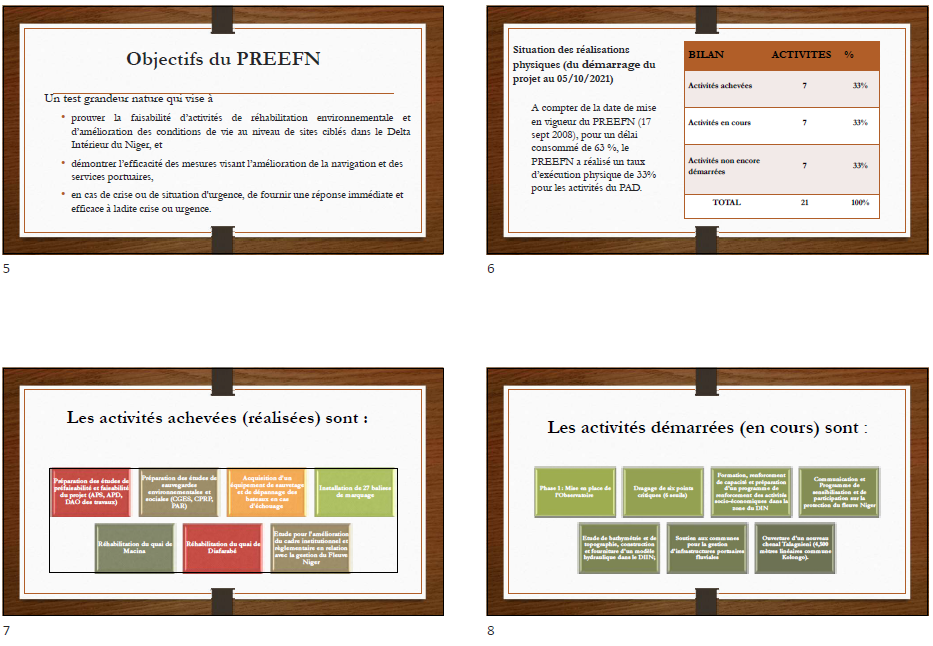 Objectifs du PREEFN
Un test grandeur nature qui vise à
• prouver la faisabilité d'activités de réhabilitation environnementale et
d'amélioration des conditions de vie au niveau de sites ciblés dans le Delta
Intérieur du Niger, et
• démontrer l'efficacité des mesures visant l'amélioration de la navigation et des
services portuaires,
• en cas de crise ou de situation d'urgence, de fournir une réponse immédiate et
efficace à ladite crise ou urgence.
5
Situation des réalisations
physiques (du démarrage du
projet au 05/10/2021)
A compter de la date de mise
en vigueur du PREEFN (17
sept 2008), pour un délai
consommé de 63 %, le
PREEFN a réalisé un taux
d'exécution physique de 33%
pour les activités du PAD.
BILAN ACTIVITES %
Activités achevées 7 33%
Activités en cours 7 33%
Activités non encore
démarrées 7 33%
TOTAL 21 100%
6
Les activités achevées (réalisées) sont :
Préparation des études de
préfaisabilité et faisabilité
du projet (APS, APD,
DAO des travaux)
Préparation des études de
sauvegardes
environnementales et
sociales (CGES, CPRP,
PAR)
Acquisition d'un
équipement de sauvetage
et de dépannage des
bateaux en cas
d'échouage
Installation de 27 balises
de marquage
Réhabilitation du quai de
Macina
Réhabilitation du quai de
Diafarabé
Etude pour l'amélioration
du cadre institutionnel et
réglementaire en relation
avec la gestion du Fleuve
Niger
7
Les activités démarrées (en cours) sont :
Phase I : Mise en place de
l'Observatoire
Dragage de six points
critiques (6 seuils)
Formation, renforcement
de capacité et préparation
d'un programme de
renforcement des activités
socio-économiques dans la
zone du DIN
Communication et
Programme de
sensibilisation et de
participation sur la
protection du fleuve Niger
Etude de bathymétrie et de
topographie, construction
et fourniture d'un modèle
hydraulique dans le DIIN;
Soutien aux communes
pour la gestion
d'infrastructures portuaires
fluviales
Ouverture d'un nouveau
chenal Talagnieni (4,500
mètres linéaires commune
Kolongo).
8